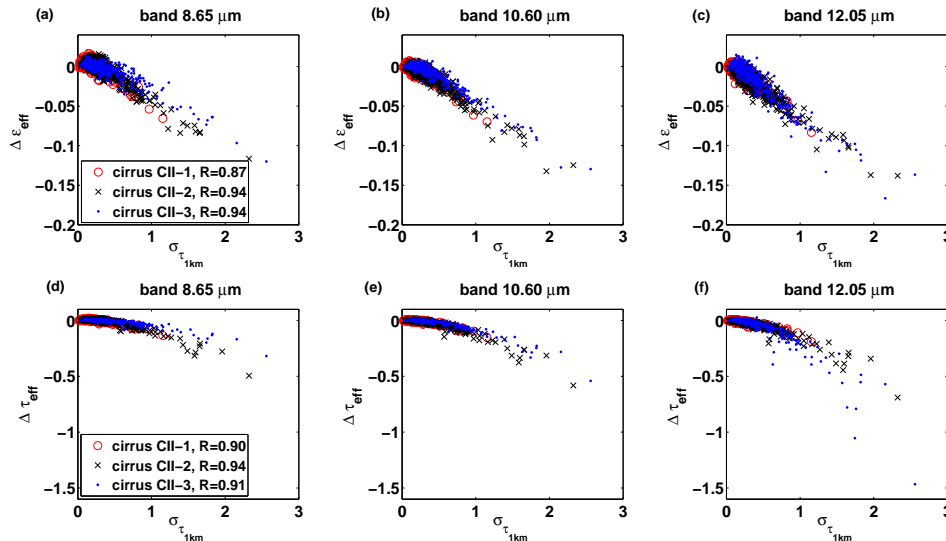 (a) band 8.65 μm (b) band 10.60 μm (c) band 12.05 μm
0 0 0
−0.05 −0.05 −0.05
Δ ε_eff Δ ε_eff Δ ε_eff
−0.1 −0.1 −0.1
−0.15 −0.15 −0.15
−0.2 −0.2 −0.2
cirrus CII−1, R=0.87
cirrus CII−2, R=0.94
cirrus CII−3, R=0.94
0 1 2 3 0 1 2 3 0 1 2 3
σ_τ_1km σ_τ_1km σ_τ_1km
(d) band 8.65 μm (e) band 10.60 μm (f) band 12.05 μm
0 0 0
−0.5 −0.5 −0.5
Δ τ_eff Δ τ_eff Δ τ_eff
−1 −1 −1
−1.5 −1.5 −1.5
cirrus CII−1, R=0.90
cirrus CII−2, R=0.94
cirrus CII−3, R=0.91
0 1 2 3 0 1 2 3 0 1 2 3
σ_τ_1km σ_τ_1km σ_τ_1km